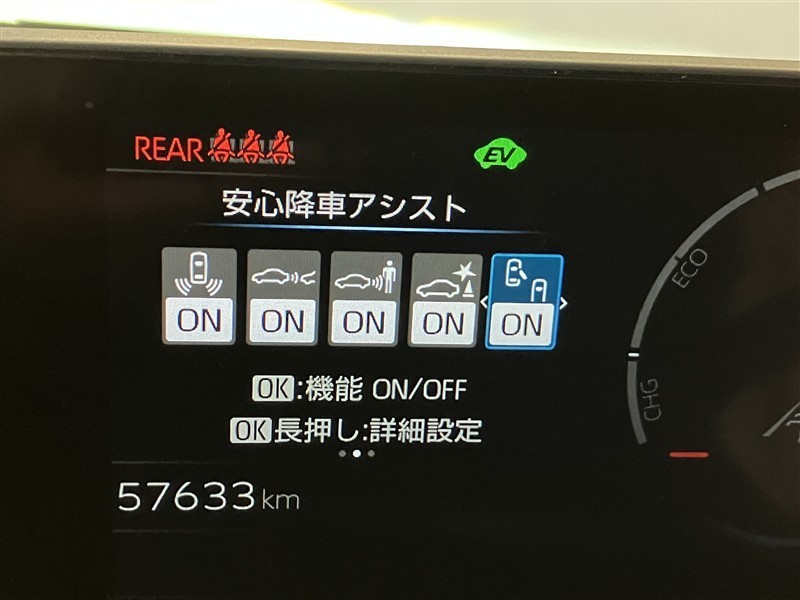 REAR
EV
安心降車アシスト
ON ON ON ON ON
OK:機能 ON/OFF
OK長押し:詳細設定
57633km
ECO
CHG